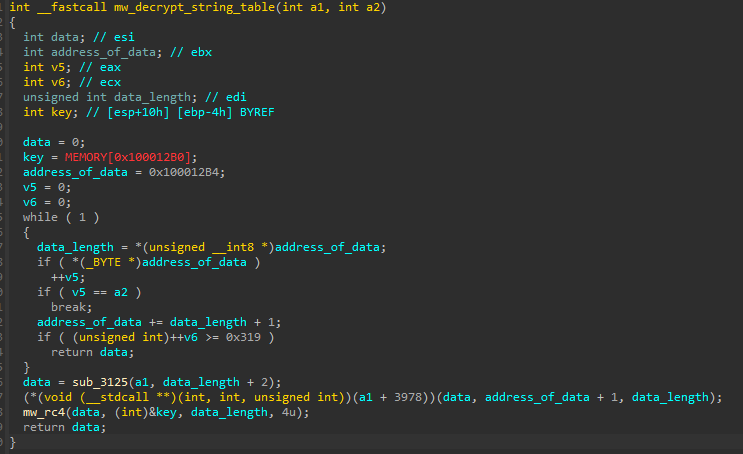 int __fastcall mw_decrypt_string_table(int a1, int a2)
{
int data; // esi
int address_of_data; // ebx
int v5; // eax
int v6; // ecx
unsigned int data_length; // edi
int key; // [esp+10h] [ebp-4h] BYREF
data = 0;
key = MEMORY[0x100012B0];
address_of_data = 0x100012B4;
v5 = 0;
v6 = 0;
while ( 1 )
{
data_length = *(unsigned __int8 *)address_of_data;
if ( *(_BYTE *)address_of_data )
++v5;
if ( v5 == a2 )
break;
address_of_data += data_length + 1;
if ( (unsigned int)++v6 >= 0x319 )
return data;
}
data = sub_3125(a1, data_length + 2);
(*(void (__stdcall **)(int, int, unsigned int))(a1 + 3978))(data, address_of_data + 1, data_length);
mw_rc4(data, (int)&key, data_length, 4u);
return data;
}